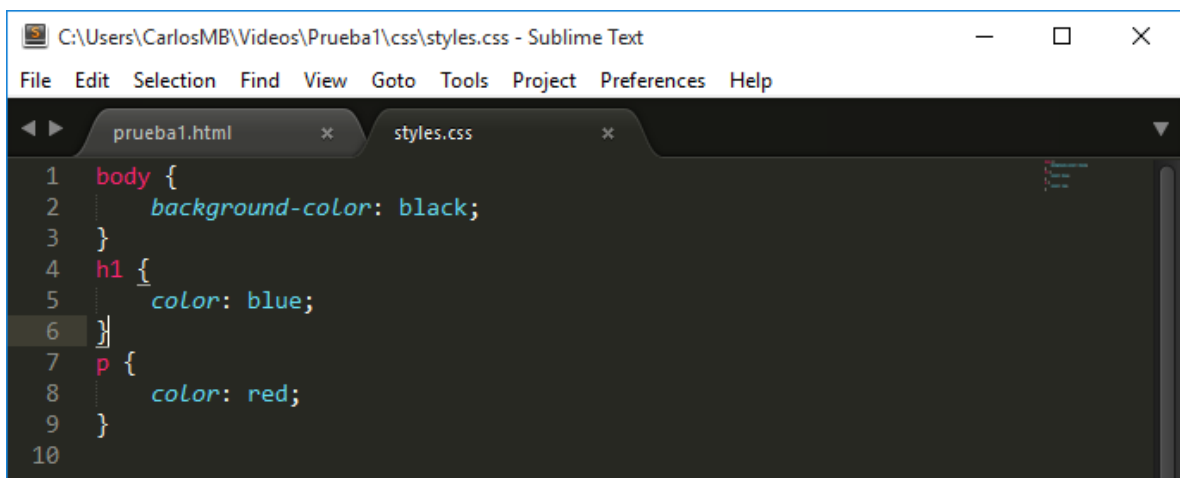 C:\Users\CarlosMB\Videos\Prueba1\css\styles.css - Sublime Text
File Edit Selection Find View Goto Tools Project Preferences Help
prueba1.html × styles.css ×
1 body {
2     background-color: black;
3 }
4 h1 {
5     color: blue;
6 }
7 p {
8     color: red;
9 }
10